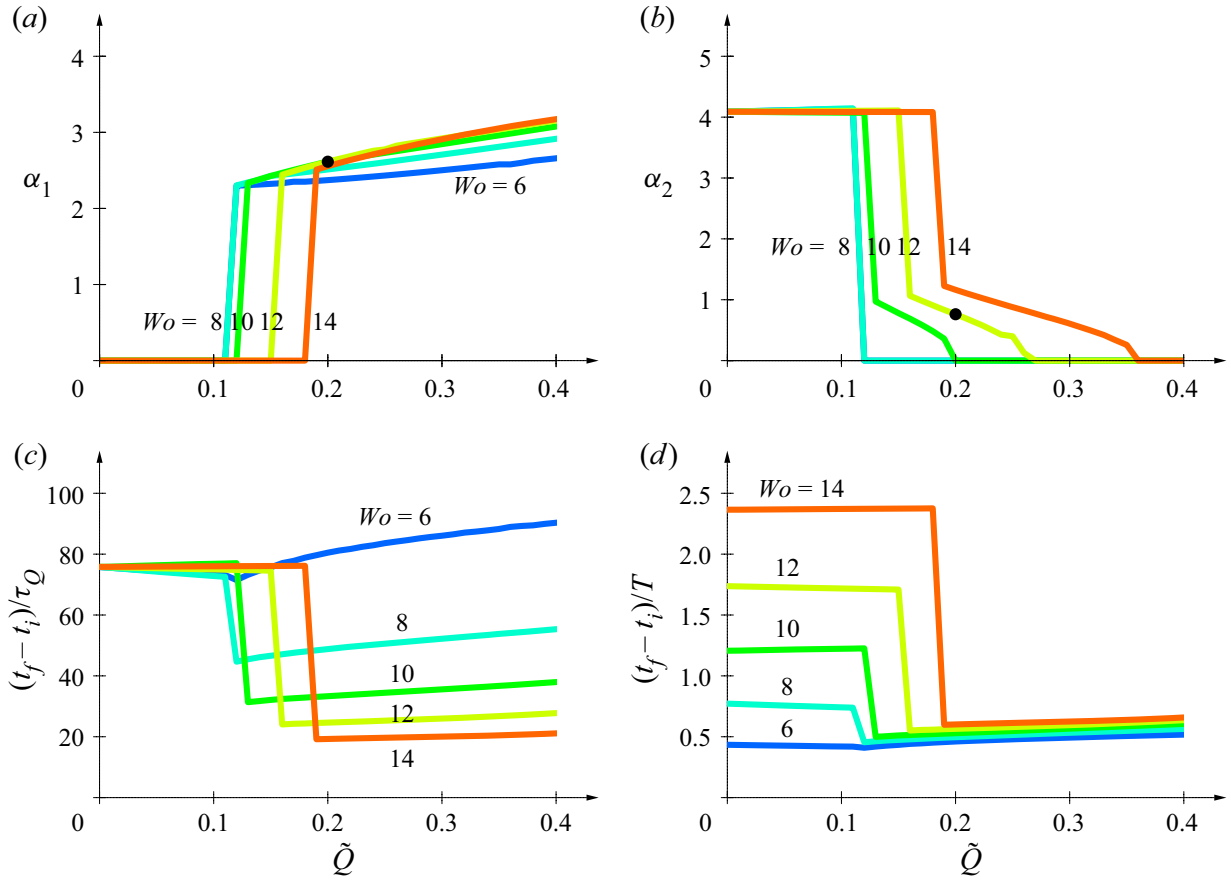 (a)
4
3
2
1
0
α1
Wo = 6
Wo = 8 10 12 14
0.1 0.2 0.3 0.4
(b)
5
4
3
2
1
0
α2
Wo = 8 10 12 14
0.1 0.2 0.3 0.4
(c)
100
80
60
40
20
0
(tf − ti)/τQ
Wo = 6
8
10
12
14
0.1 0.2 0.3 0.4
Q̃
(d)
2.5
2.0
1.5
1.0
0.5
0
(tf − ti)/T
Wo = 14
12
10
8
6
0.1 0.2 0.3 0.4
Q̃